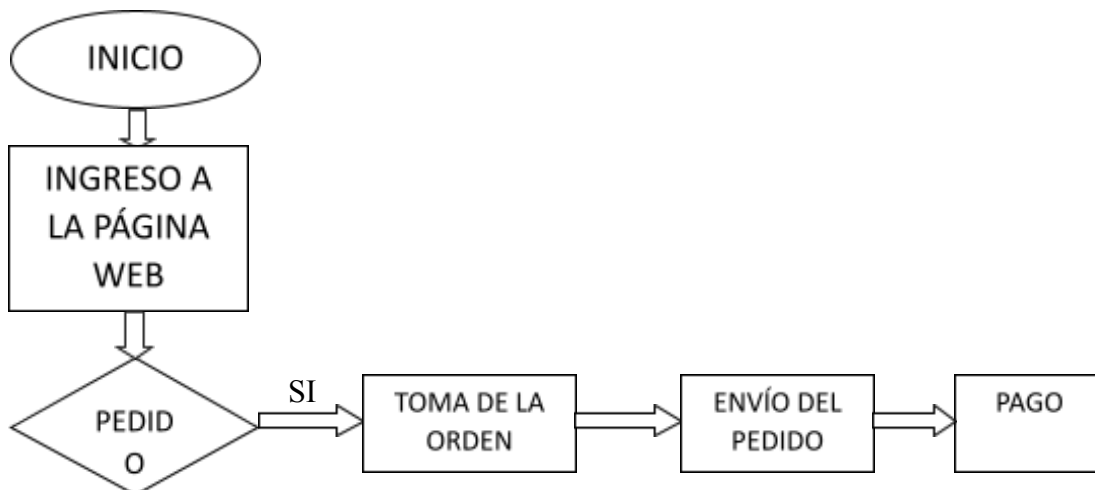 INICIO
INGRESO A
LA PÁGINA
WEB
PEDID
O
SI
TOMA DE LA
ORDEN
ENVÍO DEL
PEDIDO
PAGO